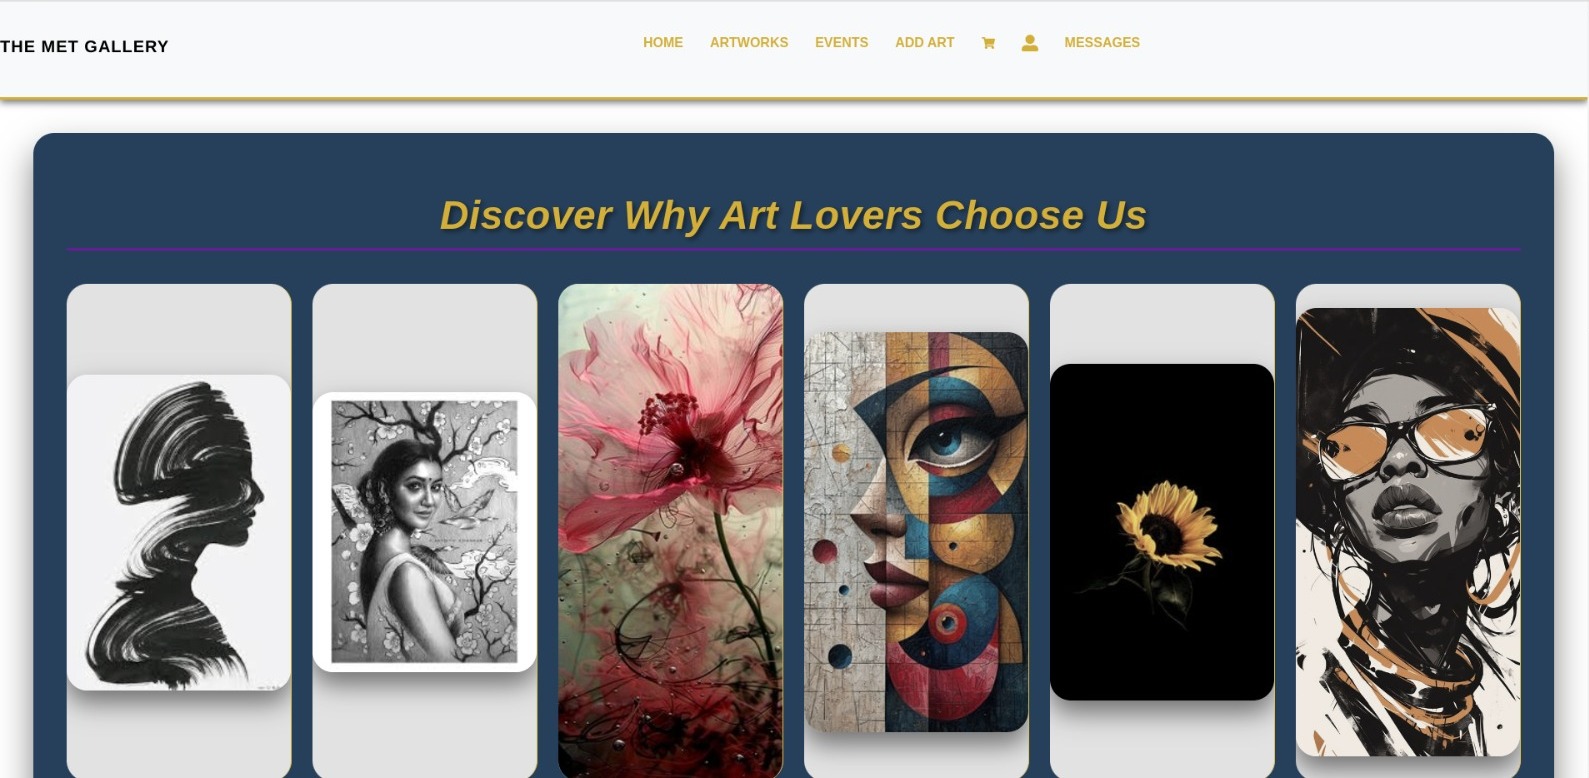 THE MET GALLERY
HOME ARTWORKS EVENTS ADD ART MESSAGES
Discover Why Art Lovers Choose Us